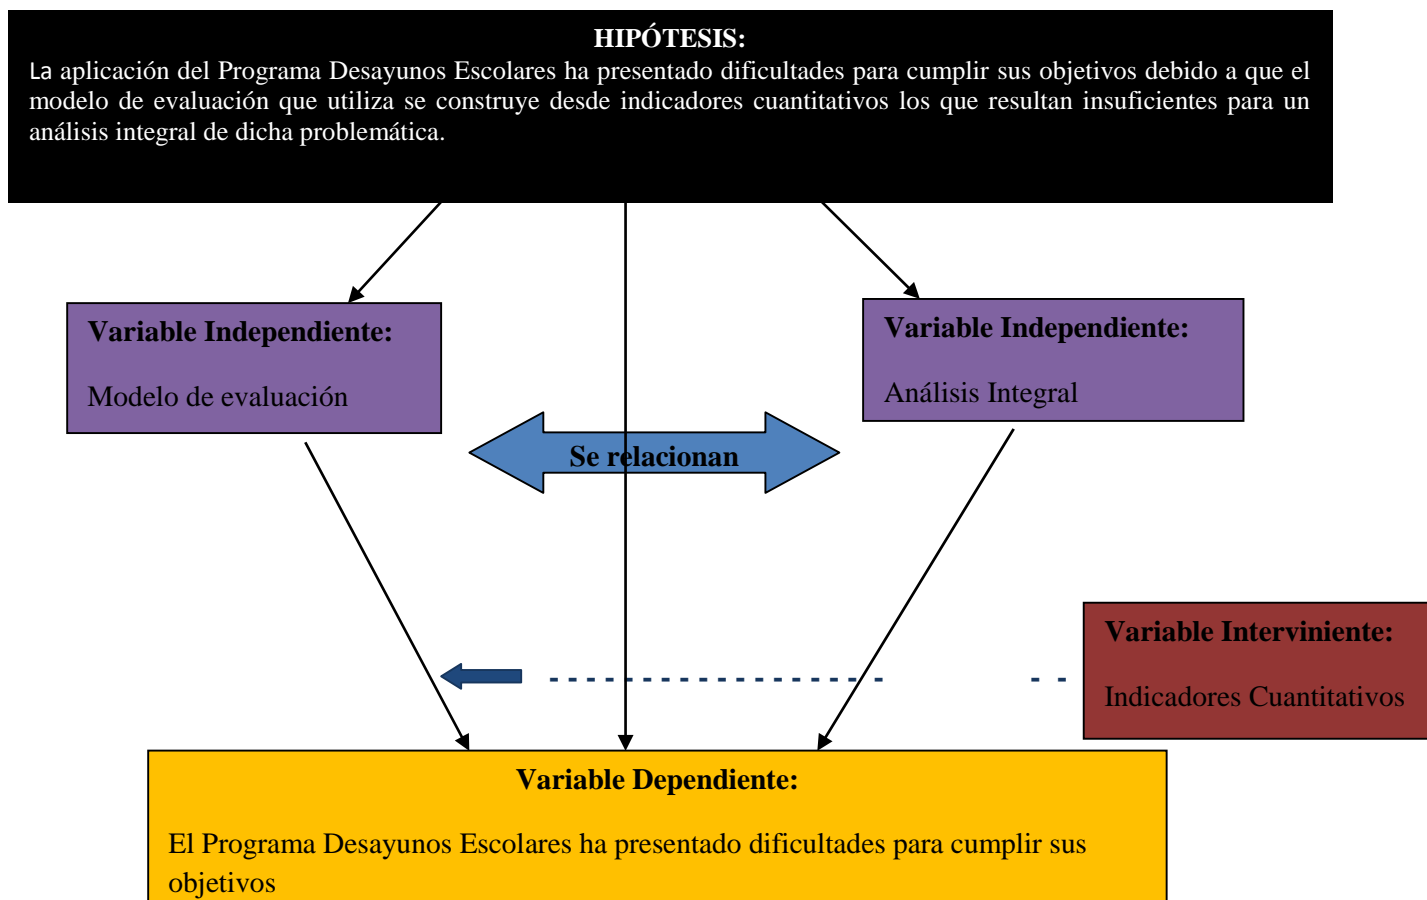 HIPÓTESIS:
La aplicación del Programa Desayunos Escolares ha presentado dificultades para cumplir sus objetivos debido a que el
modelo de evaluación que utiliza se construye desde indicadores cuantitativos los que resultan insuficientes para un
análisis integral de dicha problemática.
Variable Independiente:
Modelo de evaluación
Variable Independiente:
Análisis Integral
Se relacionan
Variable Interviniente:
Indicadores Cuantitativos
Variable Dependiente:
El Programa Desayunos Escolares ha presentado dificultades para cumplir sus
objetivos